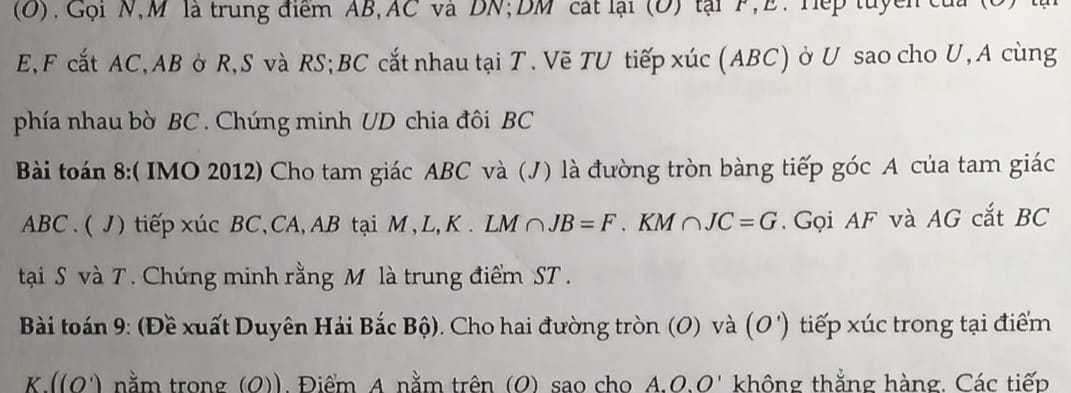 (O). Gọi N,M là trung điểm AB,AC và DN;DM cắt lại (O) tại F,E.
E,F cắt AC,AB ở R,S và RS;BC cắt nhau tại T. Vẽ TU tiếp xúc (ABC) ở U sao cho U,A cùng
phía nhau bờ BC. Chứng minh UD chia đôi BC
Bài toán 8:( IMO 2012) Cho tam giác ABC và (J) là đường tròn bàng tiếp góc A của tam giác
ABC. ( J) tiếp xúc BC,CA,AB tại M,L,K. LM ∩ JB = F. KM ∩ JC = G. Gọi AF và AG cắt BC
tại S và T. Chứng minh rằng M là trung điểm ST.
Bài toán 9: (Đề xuất Duyên Hải Bắc Bộ). Cho hai đường tròn (O) và (O') tiếp xúc trong tại điểm
K.((O') nằm trong (O)). Điểm A nằm trên (O) sao cho A,O,O' không thẳng hàng. Các tiếp